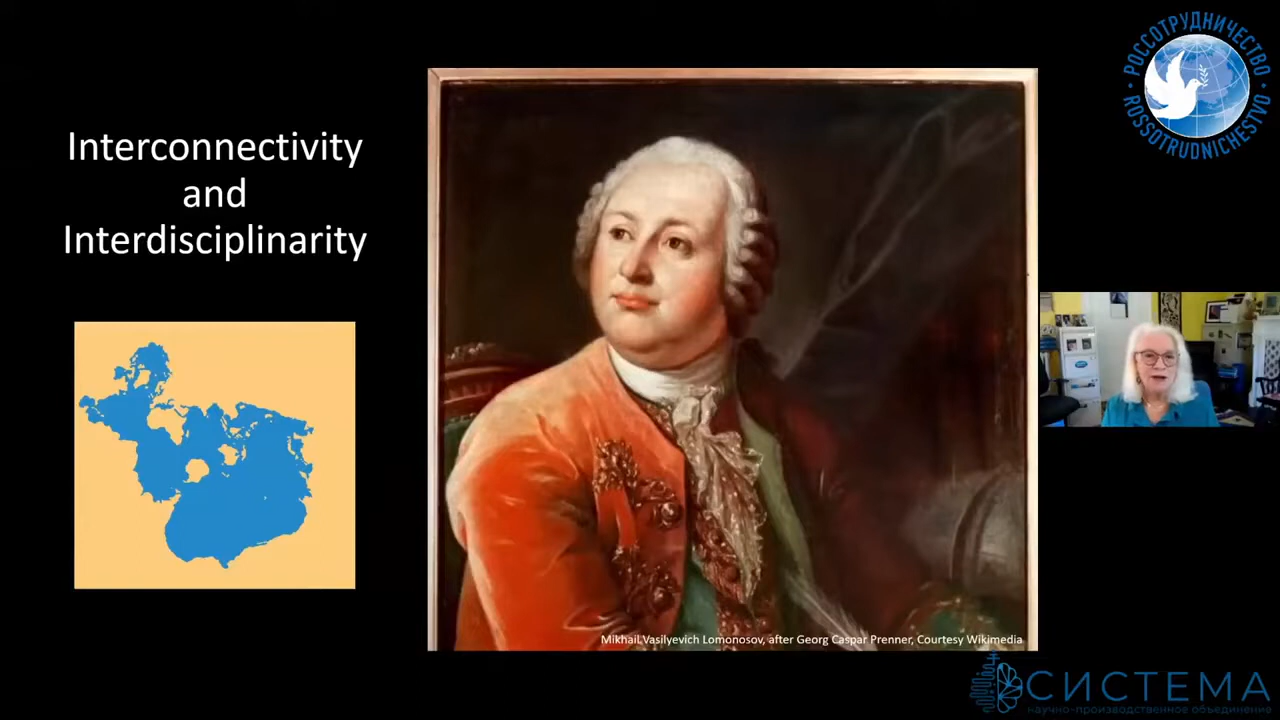 Interconnectivity
and
Interdisciplinarity
РОССОТРУДНИЧЕСТВО
ROSSOTRUDNICHESTVO
Mikhail Vasilyevich Lomonosov, after Georg Caspar Prenner, Courtesy Wikimedia
СИСТЕМА
научно-производственное объединение